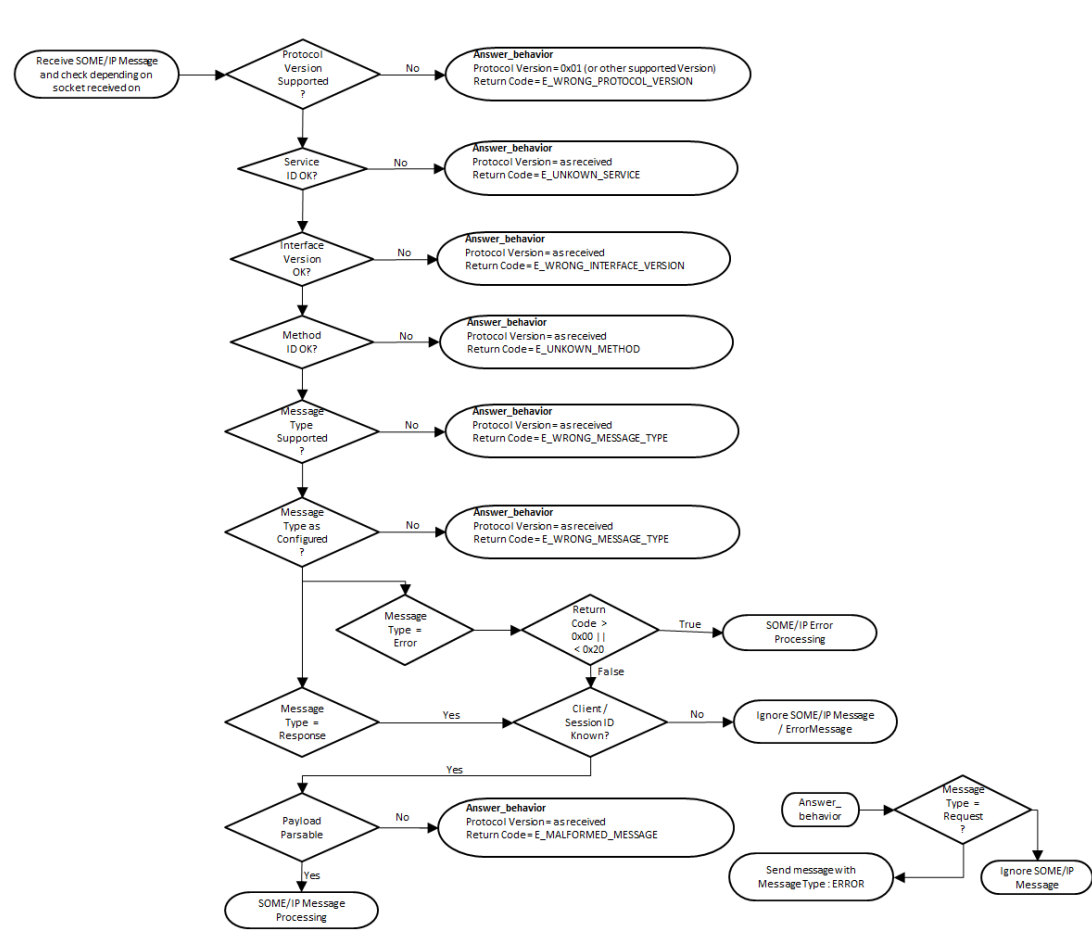 Receive SOME/IP Message
and check depending on
socket received on
Protocol
Version
Supported
?
No
Answer_behavior
Protocol Version = 0x01 (or other supported Version)
Return Code = E_WRONG_PROTOCOL_VERSION
Service
ID OK?
No
Answer_behavior
Protocol Version = as received
Return Code = E_UNKOWN_SERVICE
Interface
Version
OK?
No
Answer_behavior
Protocol Version = as received
Return Code = E_WRONG_INTERFACE_VERSION
Method
ID OK?
No
Answer_behavior
Protocol Version = as received
Return Code = E_UNKOWN_METHOD
Message
Type
Supported
?
No
Answer_behavior
Protocol Version = as received
Return Code = E_WRONG_MESSAGE_TYPE
Message
Type as
Configured
?
No
Answer_behavior
Protocol Version = as received
Return Code = E_WRONG_MESSAGE_TYPE
Message
Type =
Error
Return
Code >
0x00 ||
< 0x20
True
SOME/IP Error
Processing
False
Message
Type =
Response
Yes
Client /
Session ID
Known?
No
Ignore SOME/IP Message
/ ErrorMessage
Yes
Payload
Parsable
No
Answer_behavior
Protocol Version = as received
Return Code = E_MALFORMED_MESSAGE
Yes
SOME/IP Message
Processing
Answer_
behavior
Message
Type =
Request
?
Send message with
Message Type : ERROR
Ignore SOME/IP
Message